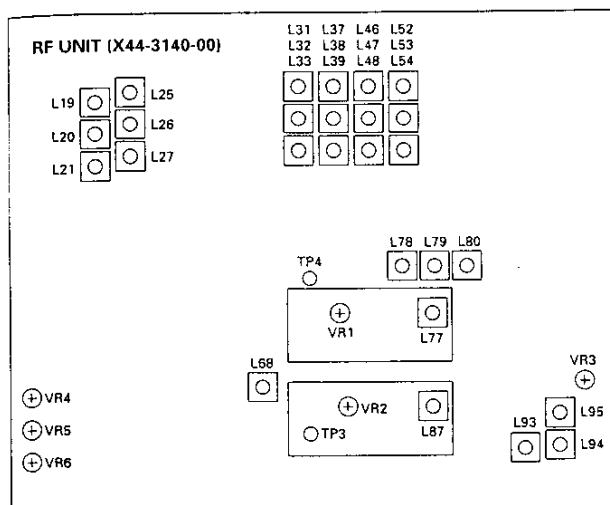 RF UNIT (X44-3140-00)
L31 L37 L46 L52
L32 L38 L47 L53
L33 L39 L48 L54
L19
L25
L20
L26
L21
L27
L78 L79 L80
TP4
VR1
L77
L68
VR3
VR4
VR2
L95
VR5
TP3
L87
L93
L94
VR6